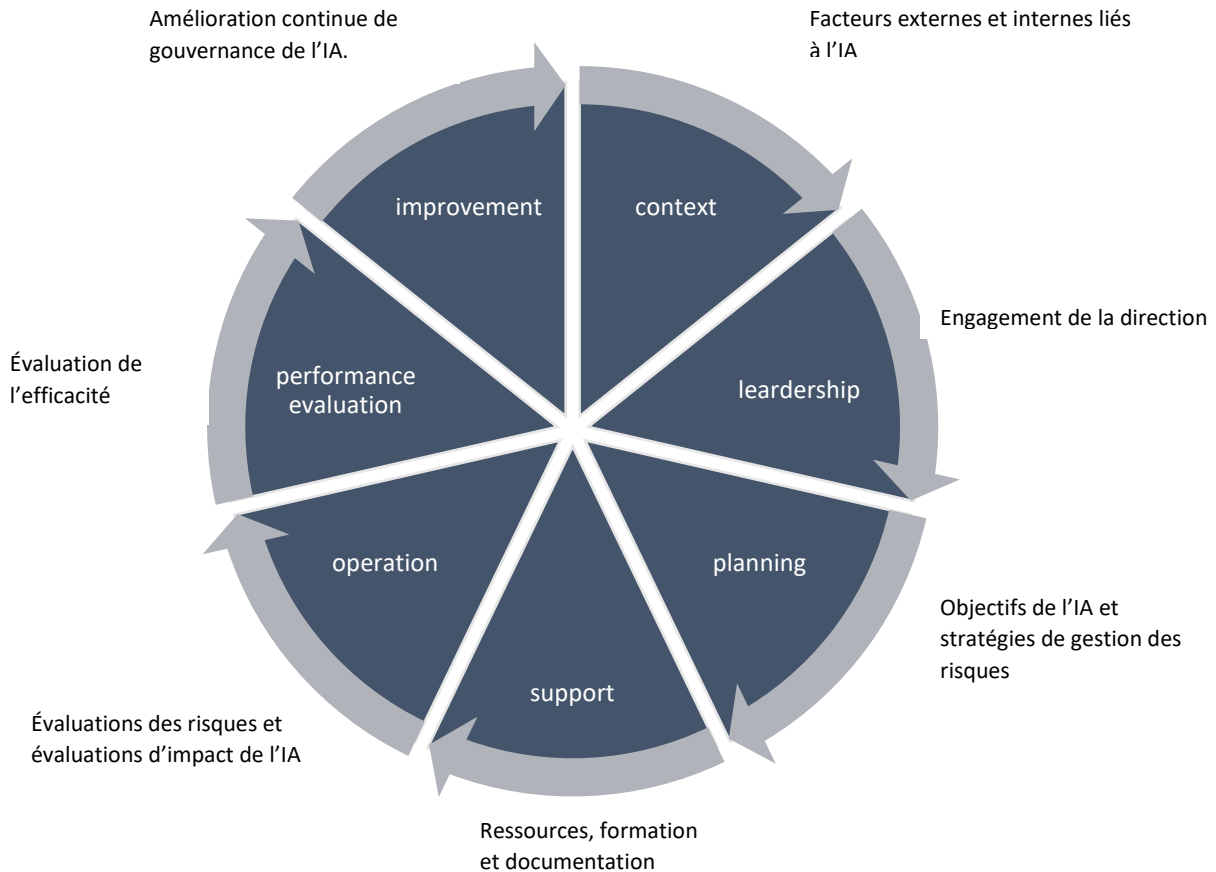 Amélioration continue de
gouvernance de l’IA.
Facteurs externes et internes liés
à l’IA
improvement
context
Engagement de la direction
Évaluation de
l’efficacité
performance
evaluation
leardership
operation
planning
Objectifs de l’IA et
stratégies de gestion des
risques
support
Évaluations des risques et
évaluations d’impact de l’IA
Ressources, formation
et documentation